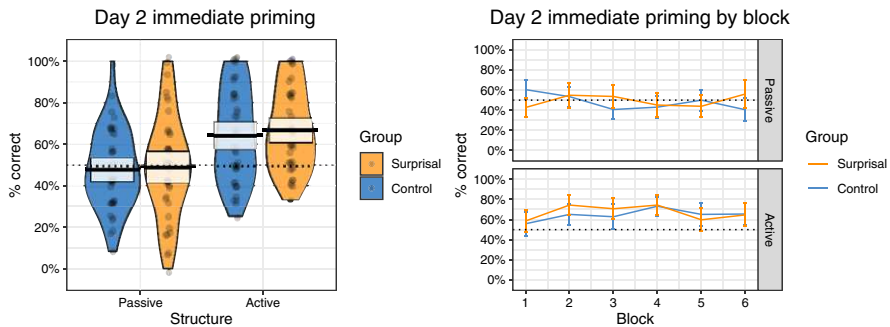 Day 2 immediate priming
% correct
100%
80%
60%
40%
20%
0%
Passive
Active
Structure
Group
Surprisal
Control
Day 2 immediate priming by block
% correct
100%
80%
60%
40%
20%
0%
Passive
100%
80%
60%
40%
20%
0%
Active
1 2 3 4 5 6
Block
Group
Surprisal
Control